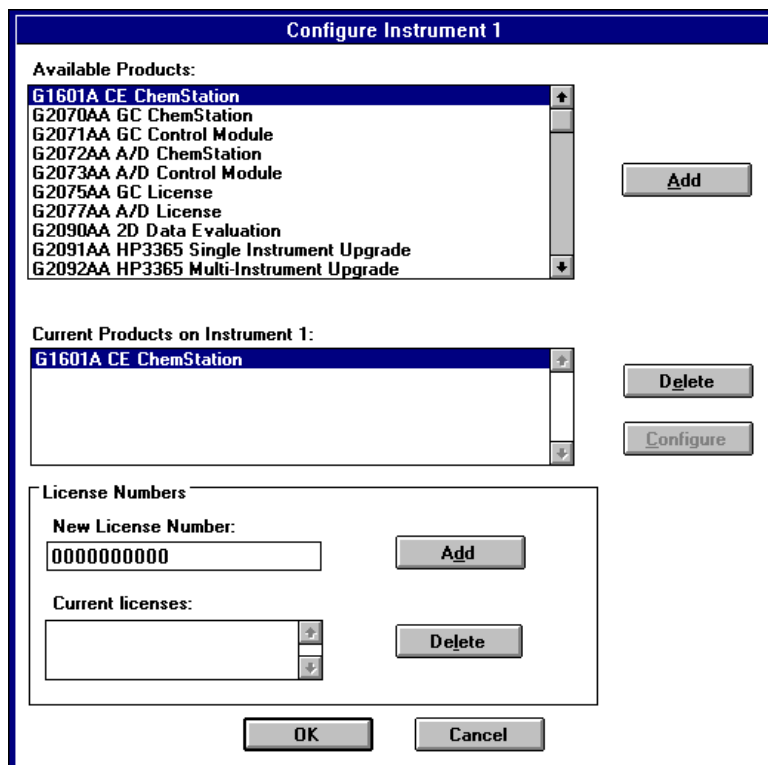 Configure Instrument 1
Available Products:
G1601A CE ChemStation
G2070AA GC ChemStation
G2071AA GC Control Module
G2072AA A/D ChemStation
G2073AA A/D Control Module
G2075AA GC License
G2077AA A/D License
G2090AA 2D Data Evaluation
G2091AA HP3365 Single Instrument Upgrade
G2092AA HP3365 Multi-Instrument Upgrade
Add
Current Products on Instrument 1:
G1601A CE ChemStation
Delete
Configure
License Numbers
New License Number:
0000000000
Add
Current licenses:
Delete
OK
Cancel